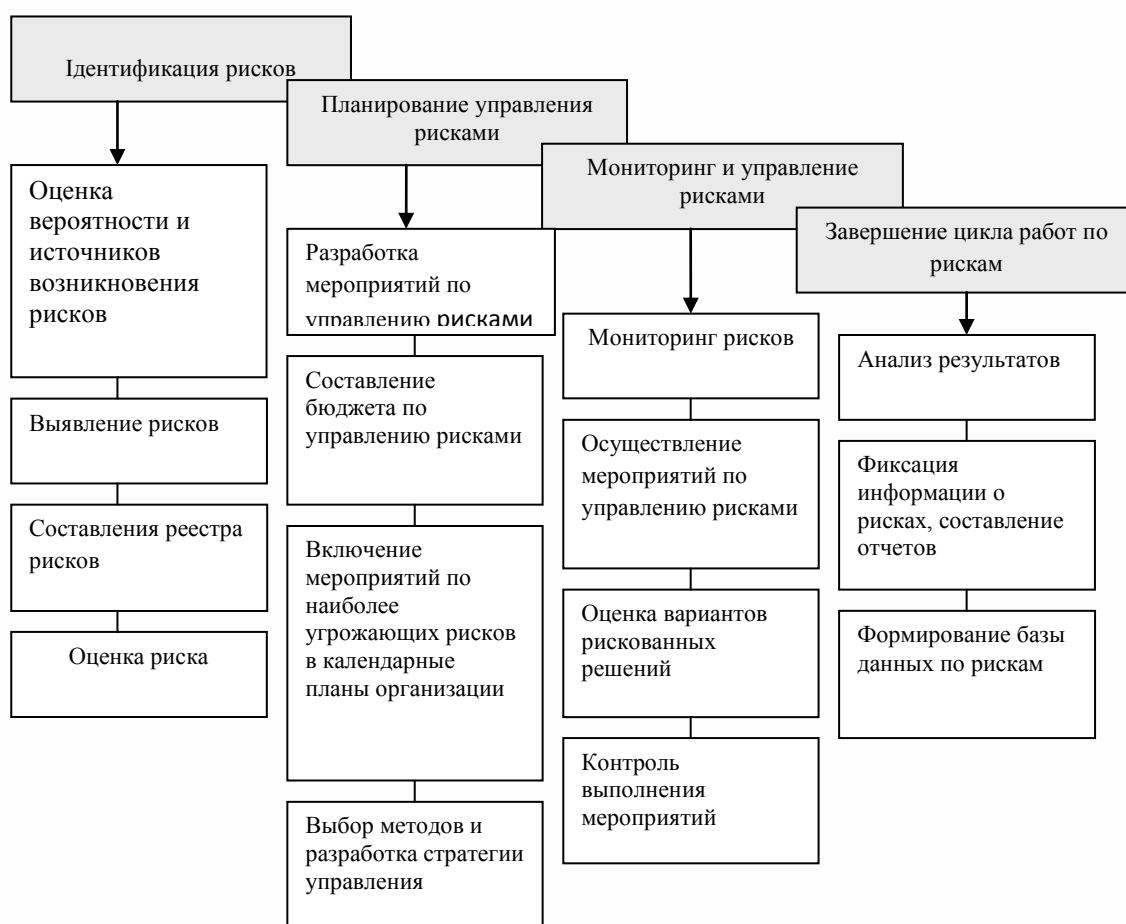 Ідентификация рисков
Оценка
вероятности и
источников
возникновения
рисков
Выявление рисков
Составления реестра
рисков
Оценка риска
Планирование управления
рисками
Разработка
мероприятий по
управлению рисками
Составление
бюджета по
управлению рисками
Включение
мероприятий по
наиболее
угрожающих рисков
в календарные
планы организации
Выбор методов и
разработка стратегии
управления
Мониторинг и управление
рисками
Мониторинг рисков
Осуществление
мероприятий по
управлению рисками
Оценка вариантов
рискованных
решений
Контроль
выполнения
мероприятий
Завершение цикла работ по
рискам
Анализ результатов
Фиксация
информации о
рисках, составление
отчетов
Формирование базы
данных по рискам